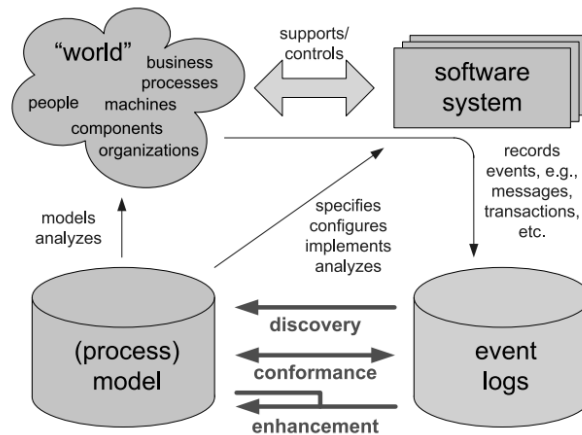 “world”
business
processes
people
machines
components
organizations
supports/
controls
software
system
records
events, e.g.,
messages,
transactions,
etc.
models
analyzes
specifies
configures
implements
analyzes
(process)
model
discovery
conformance
enhancement
event
logs